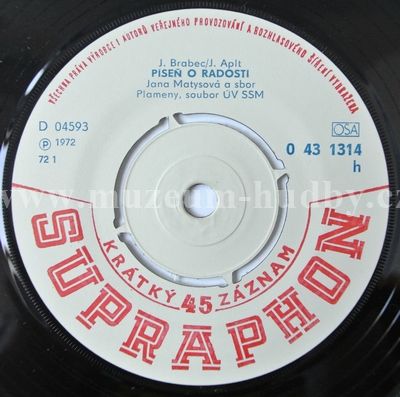 VŠECHNA PRÁVA VÝROBCE I AUTORŮ VEŘEJNÉHO PROVOZOVÁNÍ A ROZHLASOVÉHO ŠÍŘENÍ VYHRAZENA
J. Brabec/J. Aplt
PÍSEŇ O RADOSTI
Jana Matysová a sbor
Plameny, soubor ÚV SSM
D 04593
Ⓟ 1972
72 1
OSA
0 43 1314
h
www.muzeum-hudby.cz
KRÁTKÝ 45 ZÁZNAM
SUPRAPHON